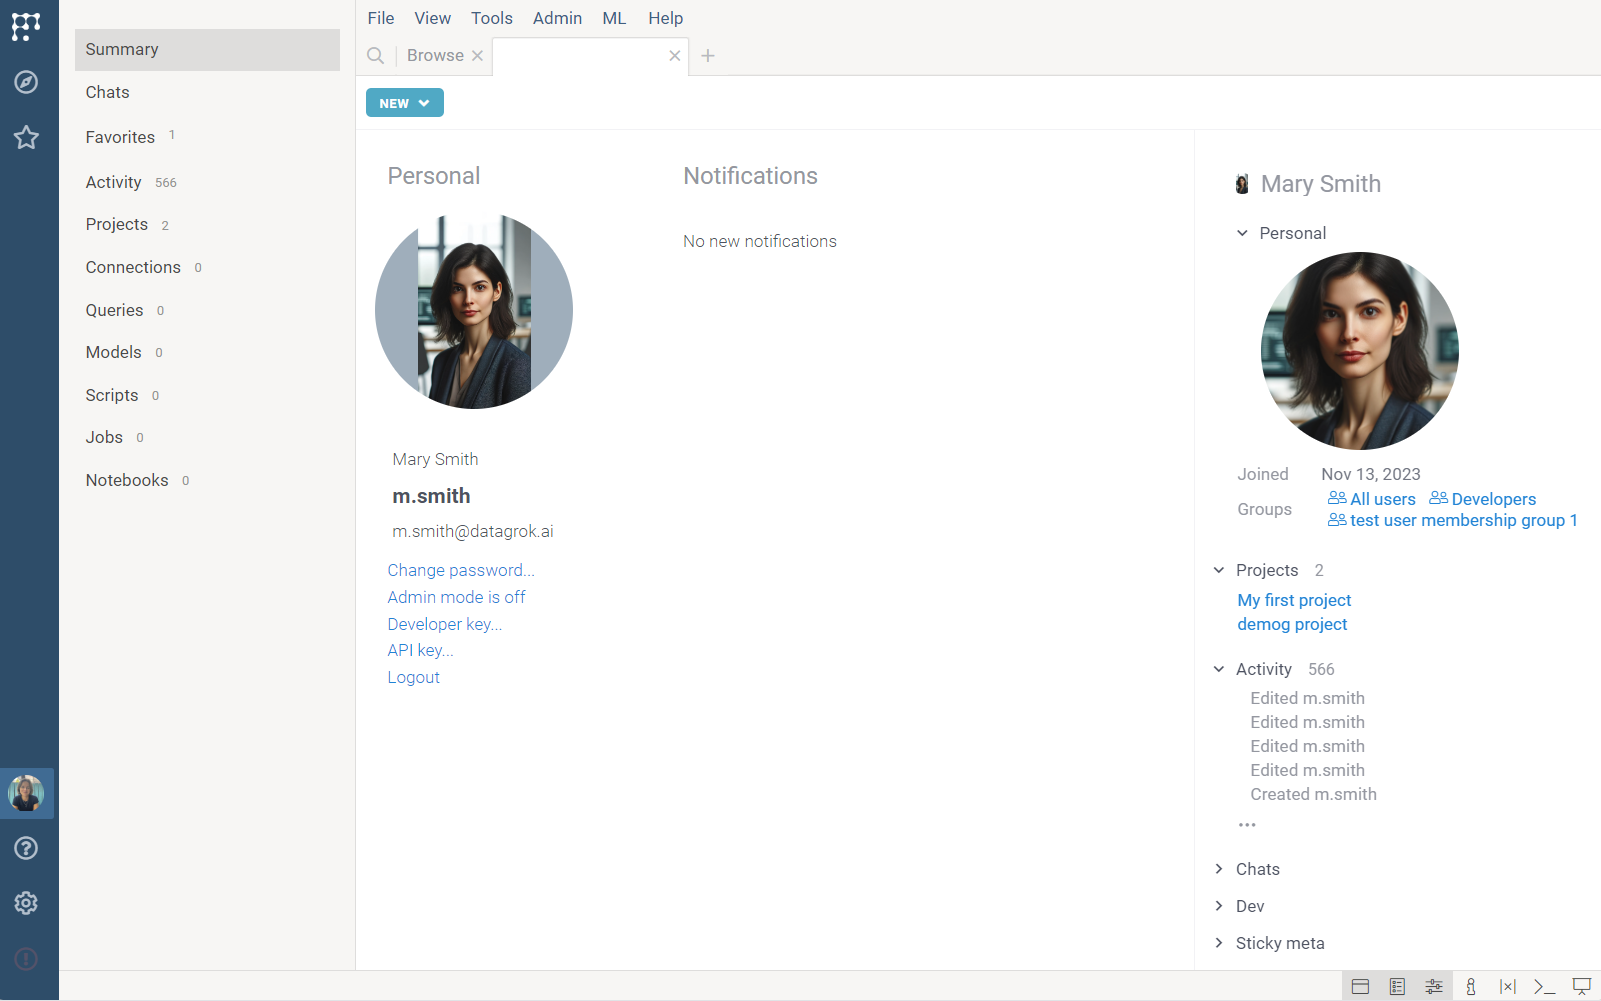 File View Tools Admin ML Help
Browse
NEW
Summary
Chats
Favorites 1
Activity 566
Projects 2
Connections 0
Queries 0
Models 0
Scripts 0
Jobs 0
Notebooks 0
Personal
Mary Smith
m.smith
m.smith@datagrok.ai
Change password...
Admin mode is off
Developer key...
API key...
Logout
Notifications
No new notifications
Mary Smith
Personal
Joined Nov 13, 2023
Groups All users Developers
test user membership group 1
Projects 2
My first project
demog project
Activity 566
Edited m.smith
Edited m.smith
Edited m.smith
Edited m.smith
Created m.smith
...
Chats
Dev
Sticky meta